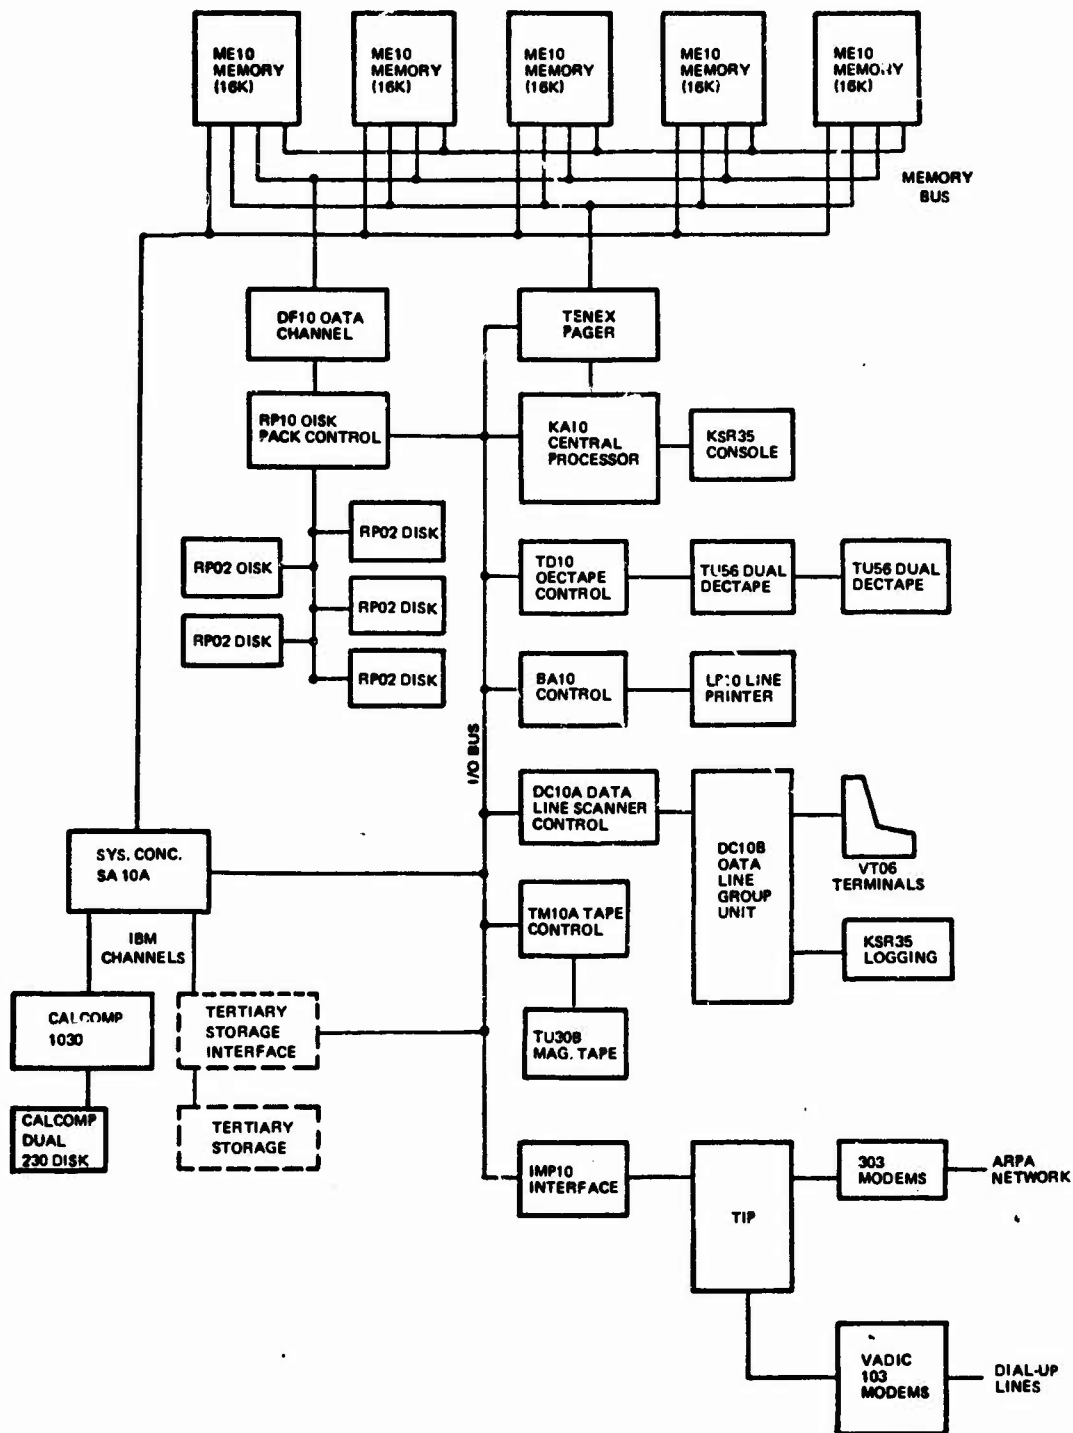 ME10
MEMORY
(16K)
ME10
MEMORY
(16K)
ME10
MEMORY
(16K)
ME10
MEMORY
(16K)
ME10
MEMORY
(16K)
MEMORY
BUS
DF10 OATA
CHANNEL
TENEX
PAGER
RP10 OISK
PACK CONTROL
KA10
CENTRAL
PROCESSOR
KSR35
CONSOLE
RP02 DISK
RP02 OISK
RP02 DISK
RP02 DISK
RP02 DISK
TD10
OECTAPE
CONTROL
TU56 DUAL
DECTAPE
TU56 DUAL
DECTAPE
BA10
CONTROL
LP10 LINE
PRINTER
I/O BUS
DC10A DATA
LINE SCANNER
CONTROL
DC10B
OATA
LINE
GROUP
UNIT
VT06
TERMINALS
SYS. CONC.
SA 10A
TM10A TAPE
CONTROL
KSR35
LOGGING
IBM
CHANNELS
CALCOMP
1030
TERTIARY
STORAGE
INTERFACE
TU30B
MAG. TAPE
CALCOMP
DUAL
230 DISK
TERTIARY
STORAGE
IMP10
INTERFACE
TIP
303
MODEMS
ARPA
NETWORK
VADIC
103
MODEMS
DIAL-UP
LINES